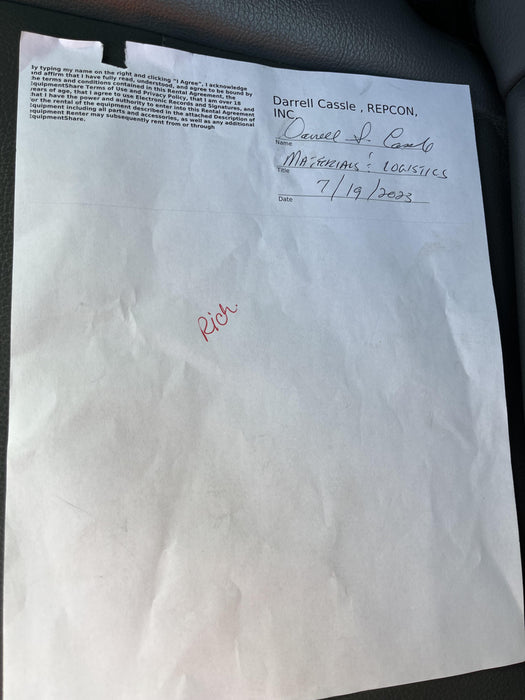 By typing my name on the right and clicking "I Agree", I acknowledge
and affirm that I have fully read, understood, and agree to be bound by
the terms and conditions contained in this Rental Agreement, the
EquipmentShare Terms of Use and Privacy Policy, that I am over 18
years of age, that I agree to use Electronic Records and Signatures, and
that I have the power and authority to enter into this Rental Agreement
for the rental of the equipment described in the attached Description of
Equipment including all parts and accessories, as well as any additional
equipment Renter may subsequently rent from or through
EquipmentShare.
Darrell Cassle , REPCON,
INC
Darrell J. Cassle
Name
MATERIALS & LOGISTICS
Title
7/19/2023
Date
Rich.